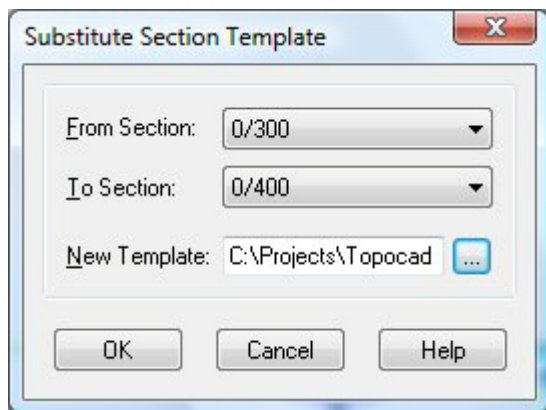 Substitute Section Template
From Section: 0/300
To Section: 0/400
New Template: C:\Projects\Topocad ...
OK Cancel Help